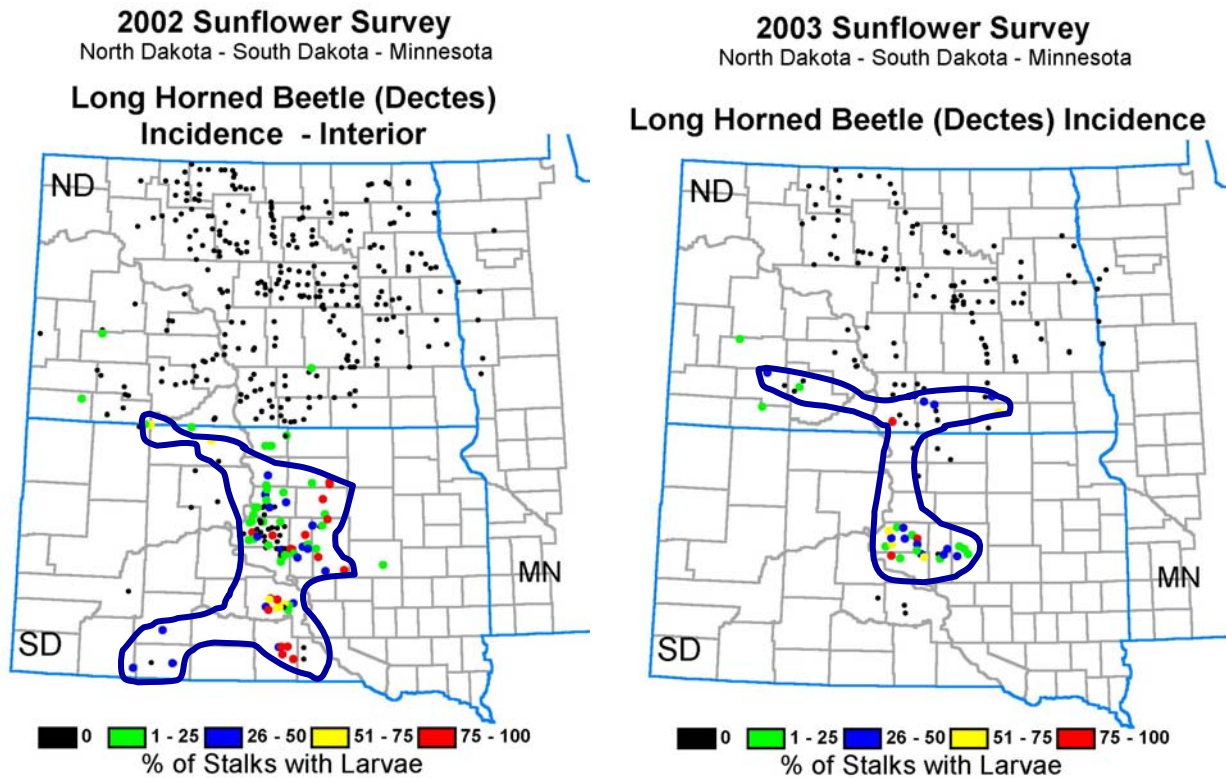 2002 Sunflower Survey
North Dakota - South Dakota - Minnesota
Long Horned Beetle (Dectes)
Incidence - Interior
ND
MN
SD
0 1 - 25 26 - 50 51 - 75 75 - 100
% of Stalks with Larvae
2003 Sunflower Survey
North Dakota - South Dakota - Minnesota
Long Horned Beetle (Dectes) Incidence
ND
MN
SD
0 1 - 25 26 - 50 51 - 75 75 - 100
% of Stalks with Larvae